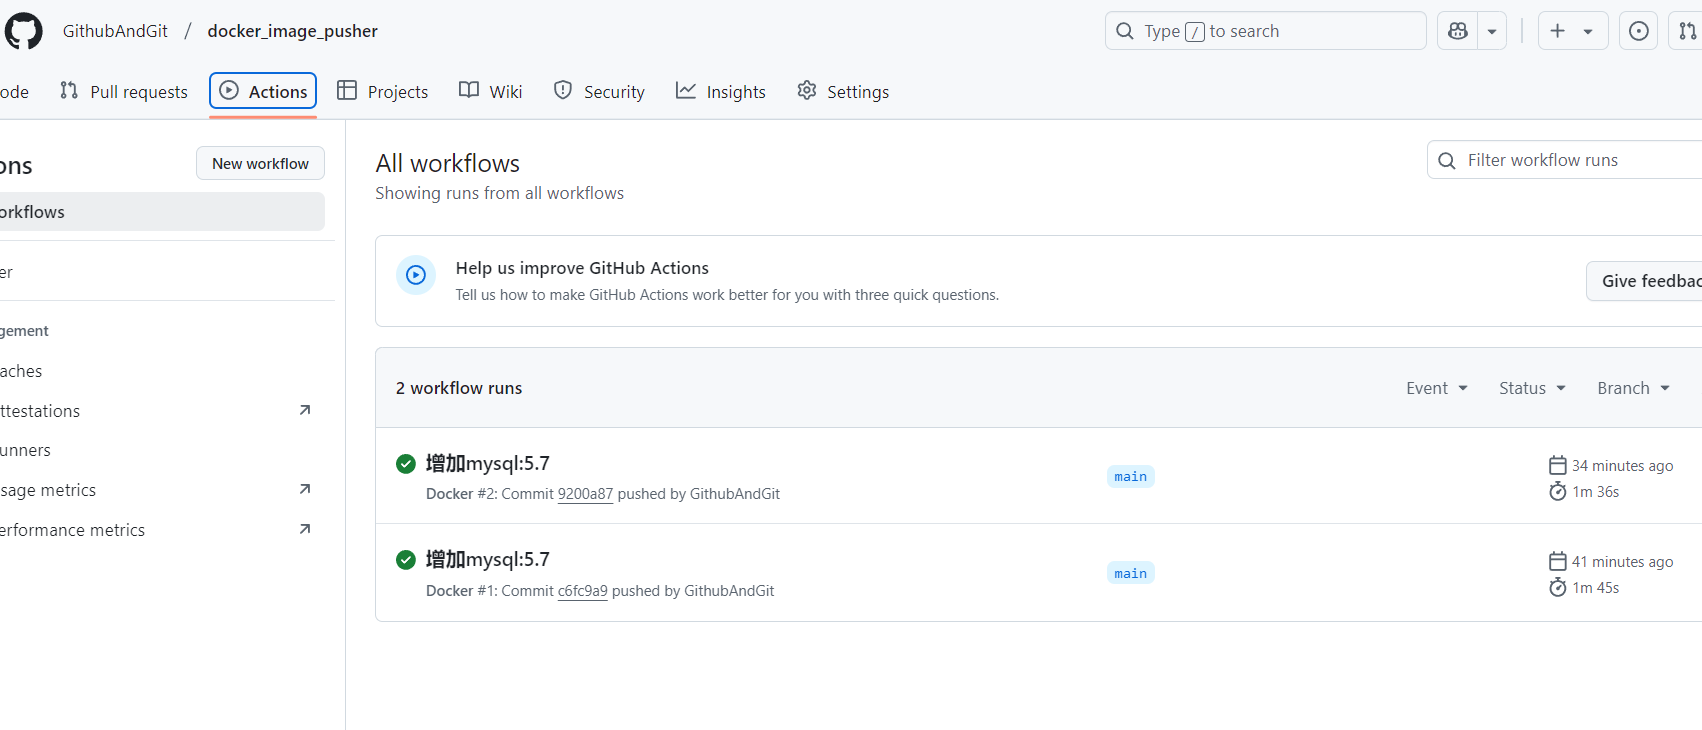 GithubAndGit / docker_image_pusher
Type / to search
ode
Pull requests
Actions
Projects
Wiki
Security
Insights
Settings
ons
New workflow
orkflows
er
gement
aches
ttestations
unners
sage metrics
erformance metrics
All workflows
Showing runs from all workflows
Filter workflow runs
Help us improve GitHub Actions
Tell us how to make GitHub Actions work better for you with three quick questions.
Give feedbac
2 workflow runs
Event
Status
Branch
增加mysql:5.7
Docker #2: Commit 9200a87 pushed by GithubAndGit
main
34 minutes ago
1m 36s
增加mysql:5.7
Docker #1: Commit c6fc9a9 pushed by GithubAndGit
main
41 minutes ago
1m 45s